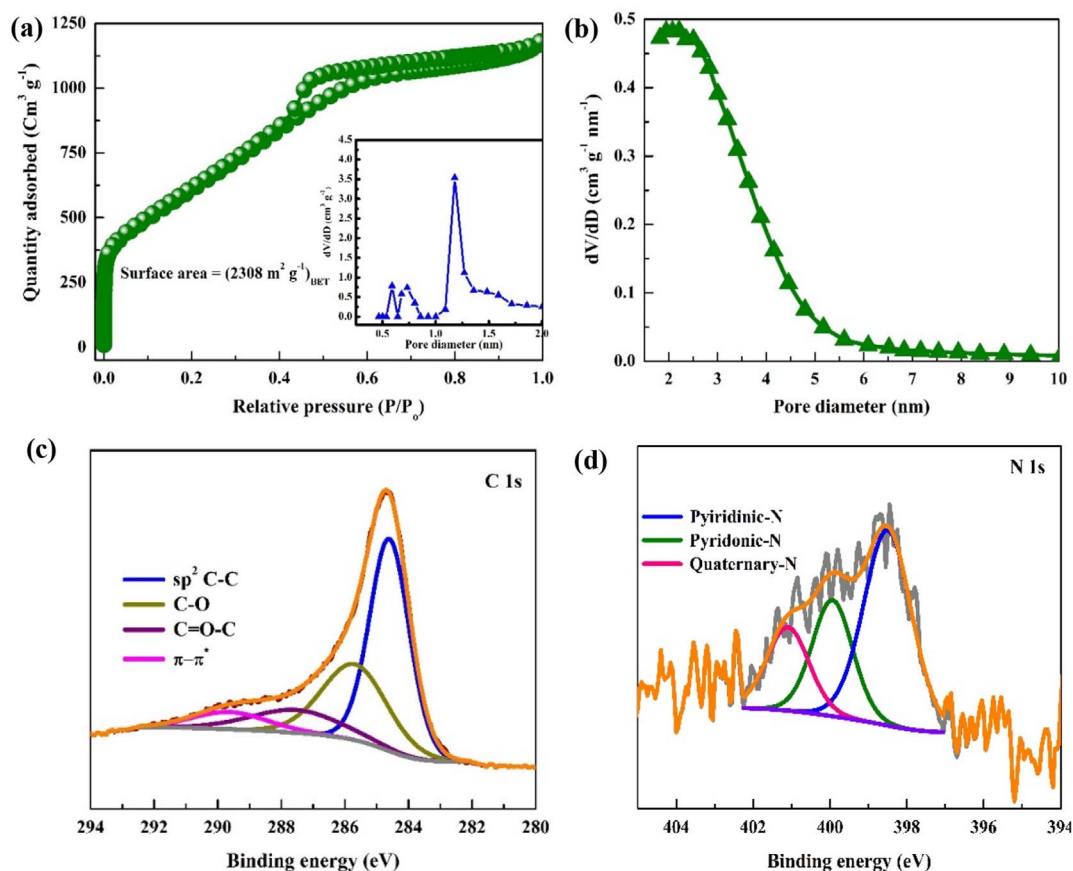 (a)
Quantity adsorbed (Cm³ g⁻¹)
1250
1000
750
500
250
0
0.0 0.2 0.4 0.6 0.8 1.0
Relative pressure (P/Pₒ)
Surface area = (2308 m² g⁻¹)BET
dV/dD (cm³ g⁻¹)
4.5
4.0
3.5
3.0
2.5
2.0
1.5
1.0
0.5
0.0
0.5 1.0 1.5 2.0
Pore diameter (nm)
(b)
dV/dD (cm³ g⁻¹ nm⁻¹)
0.5
0.4
0.3
0.2
0.1
0.0
2 3 4 5 6 7 8 9 10
Pore diameter (nm)
(c)
C 1s
sp² C-C
C-O
C=O-C
π–π*
294 292 290 288 286 284 282 280
Binding energy (eV)
(d)
N 1s
Pyiridinic-N
Pyridonic-N
Quaternary-N
404 402 400 398 396 394
Binding energy (eV)